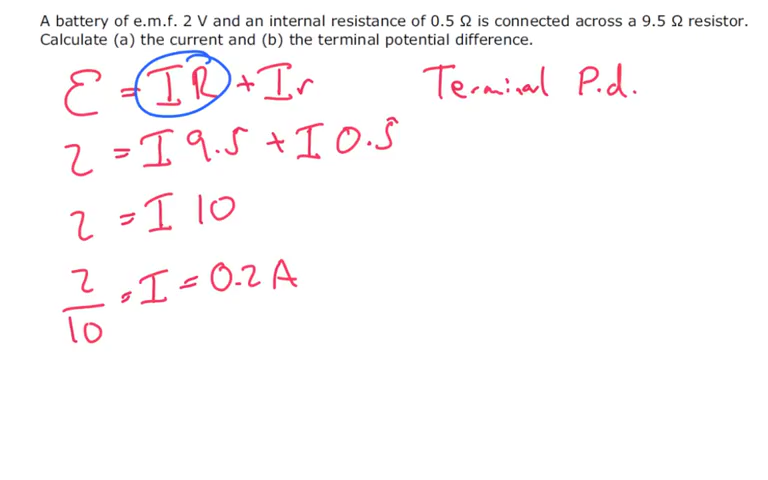 A battery of e.m.f. 2 V and an internal resistance of 0.5 Ω is connected across a 9.5 Ω resistor.
Calculate (a) the current and (b) the terminal potential difference.
Ɛ = IR + Ir Terminal P.d.
2 = I 9.5 + I 0.5
2 = I 10
2/10 = I = 0.2 A